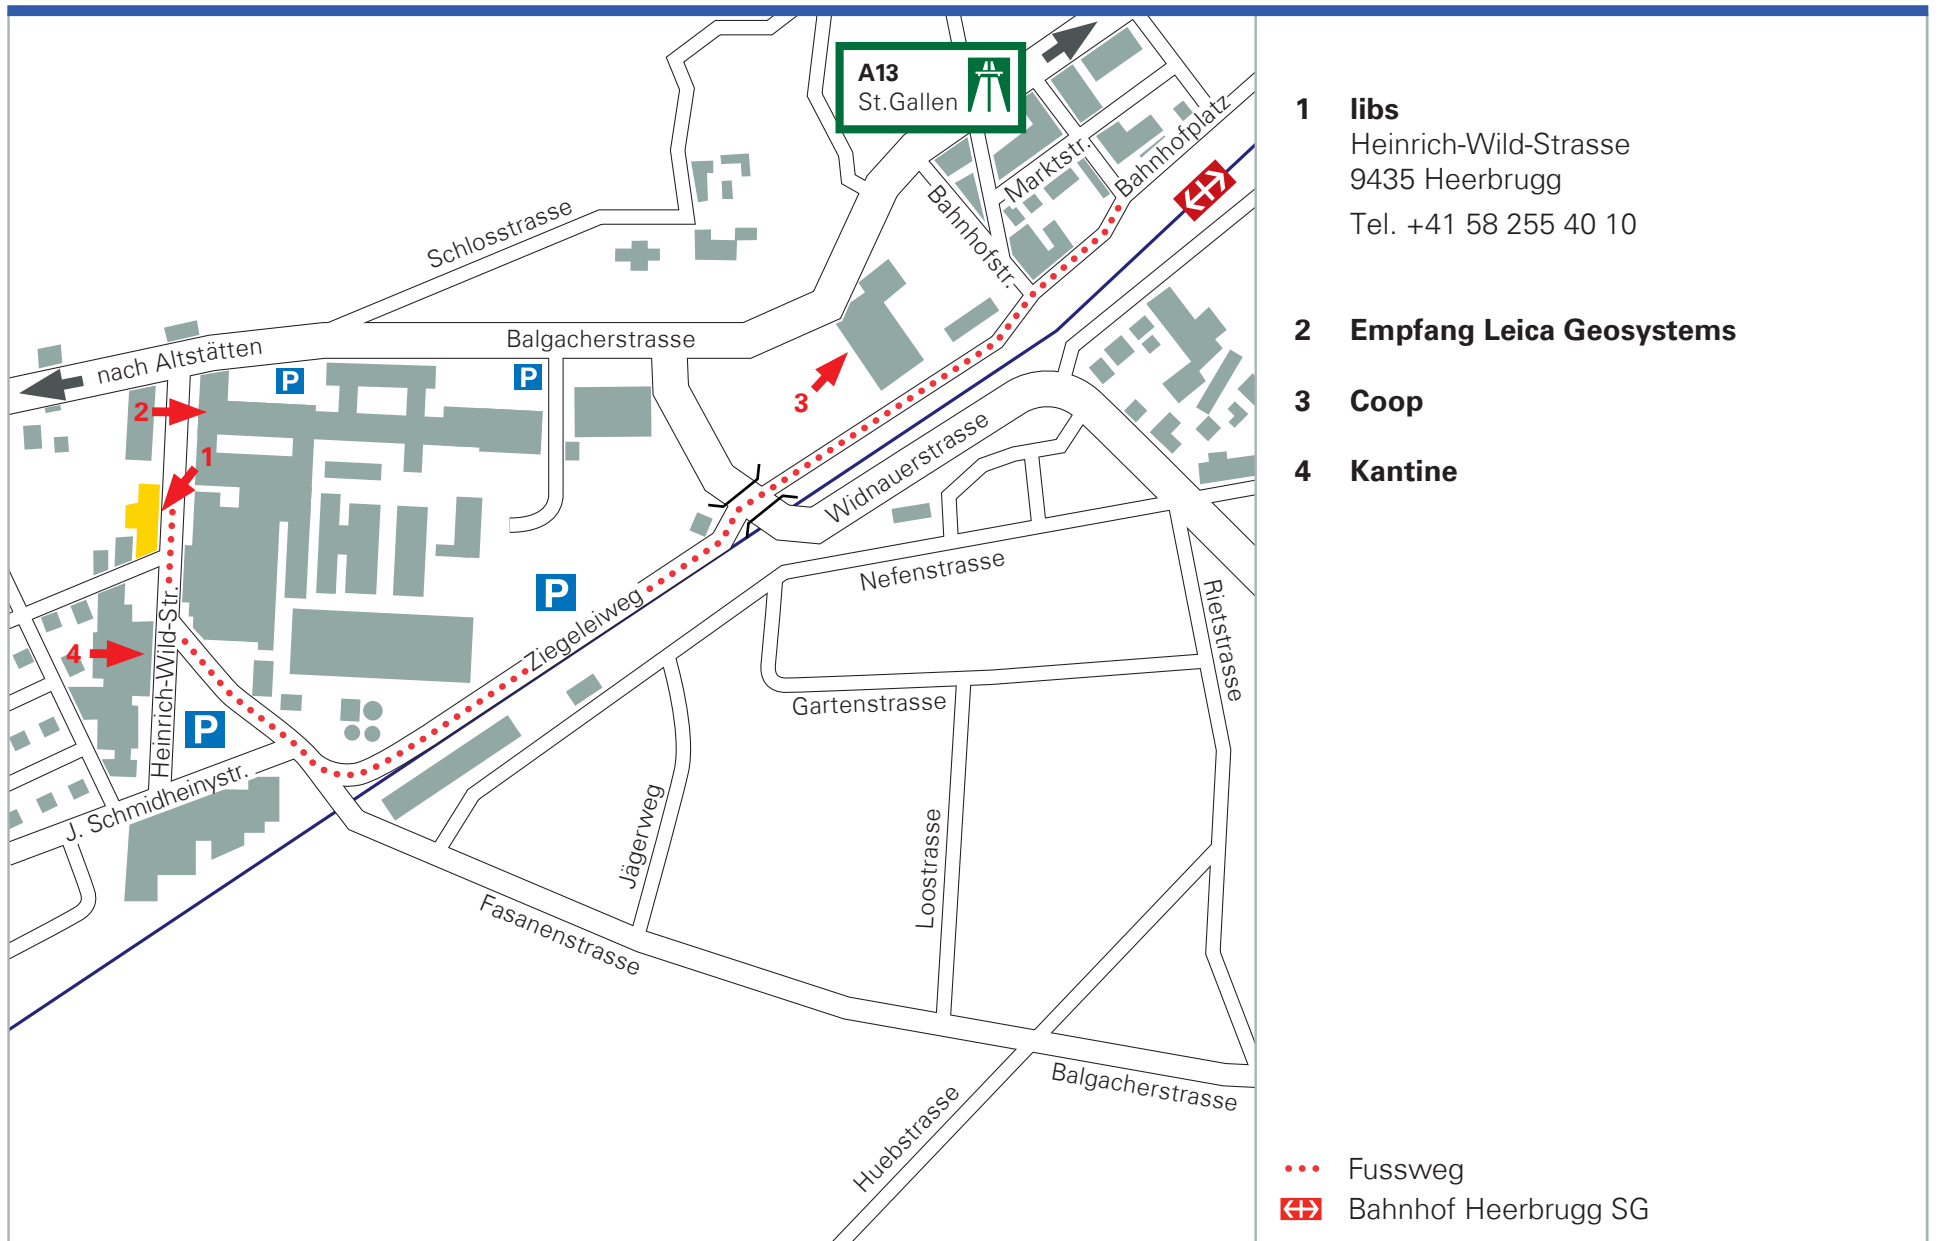 A13
St.Gallen
Bahnhofplatz
Marktstr.
Bahnhofstr.
Schlosstrasse
Balgacherstrasse
nach Altstätten
P
P
2
1
3
Widnauerstrasse
Nefenstrasse
P
Ziegeleiweg
Rietstrasse
Heinrich-Wild-Str.
4
P
Gartenstrasse
J. Schmidheinystr.
Jägerweg
Loostrasse
Fasanenstrasse
Balgacherstrasse
Huebstrasse
1 libs
Heinrich-Wild-Strasse
9435 Heerbrugg
Tel. +41 58 255 40 10
2 Empfang Leica Geosystems
3 Coop
4 Kantine
Fussweg
Bahnhof Heerbrugg SG